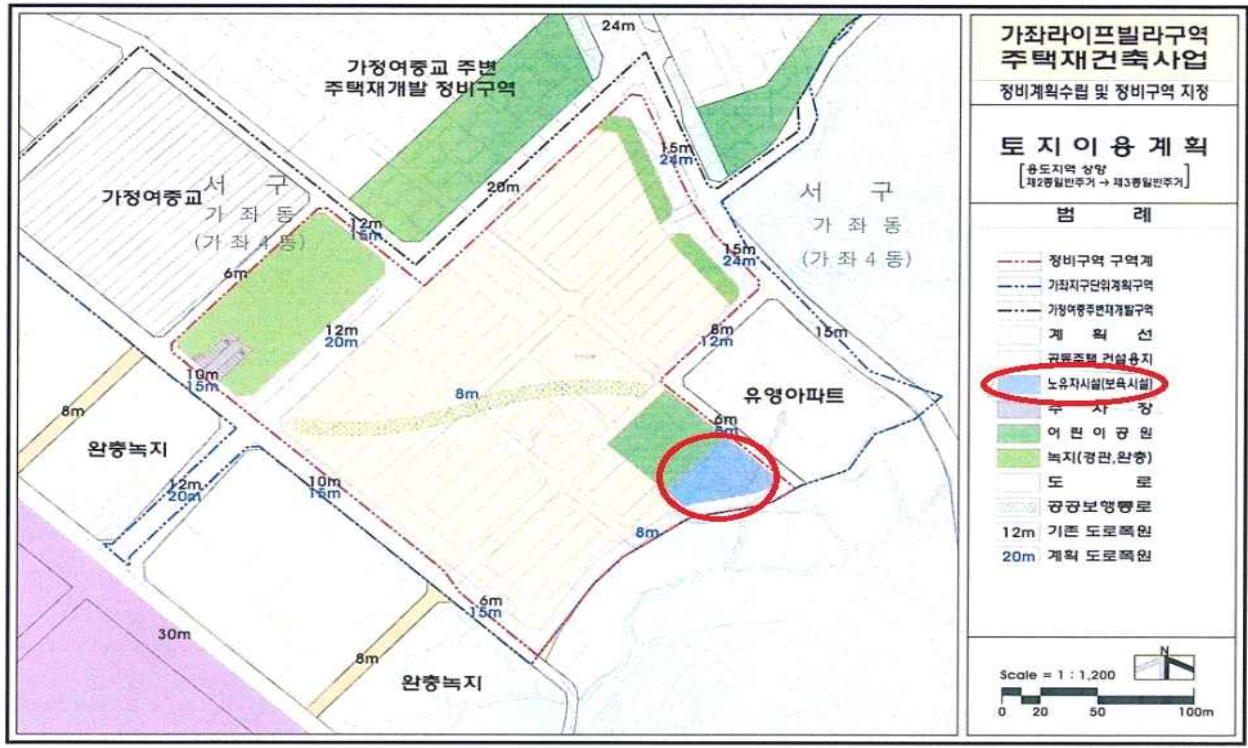 24m
가정여중교 주변
주택재개발 정비구역
15m
24m
20m
가정여중교
서 구
가 좌 동
(가 좌 4 동)
12m
15m
서 구
가 좌 동
(가 좌 4 동)
6m
15m
24m
12m
20m
8m
12m
15m
10m
15m
8m
8m
유영아파트
6m
완충녹지
12m
20m
10m
15m
8m
6m
15m
30m
8m
완충녹지
가좌라이프빌라구역
주택재건축사업
정비계획수립 및 정비구역 지정
토 지 이 용 계 획
[용도지역 상향
제2종일반주거 → 제3종일반주거]
범 례
정비구역 구역계
가좌지구단위계획구역
가정여중주변재개발구역
계 획 선
공동주택 건설용지
노유자시설(보육시설)
주 차 장
어 린 이 공 원
녹지(경관,완충)
도 로
공공보행통로
12m 기존 도로폭원
20m 계획 도로폭원
N
Scale = 1 : 1,200
0 20 50 100m